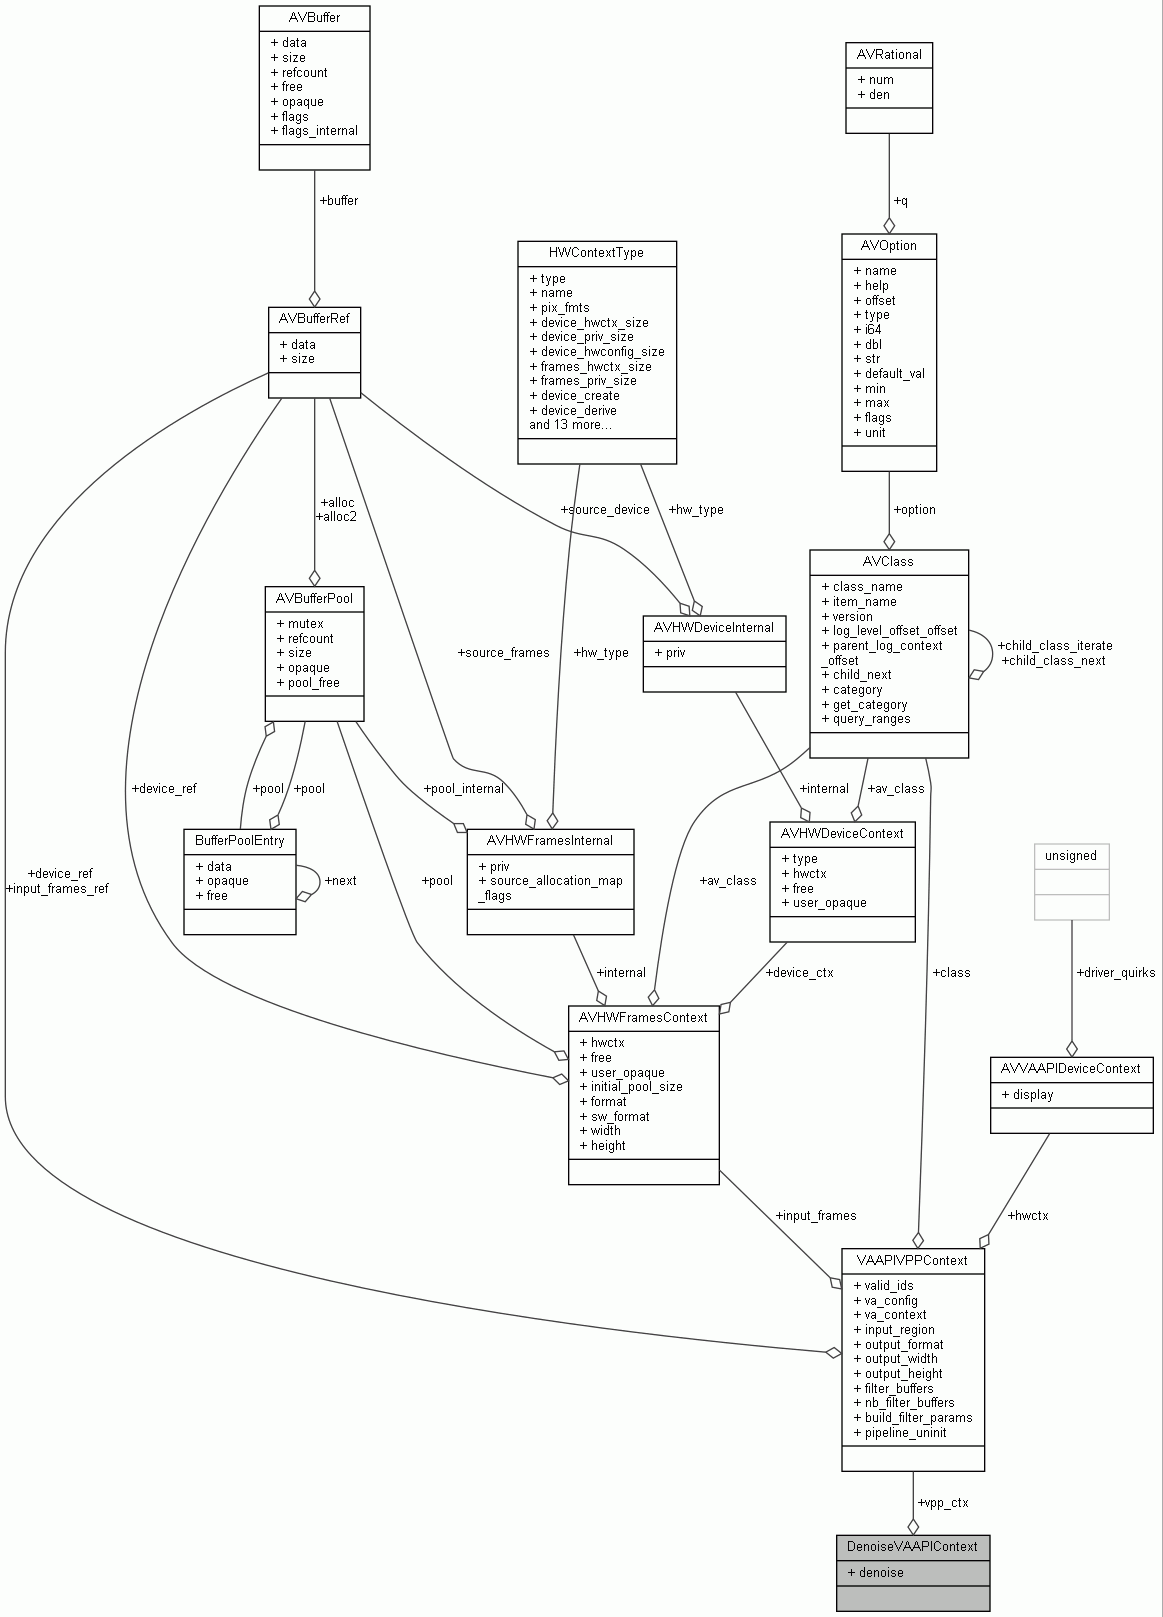 AVBuffer
+ data
+ size
+ refcount
+ free
+ opaque
+ flags
+ flags_internal
AVRational
+ num
+ den
+buffer
+q
HWContextType
+ type
+ name
+ pix_fmts
+ device_hwctx_size
+ device_priv_size
+ device_hwconfig_size
+ frames_hwctx_size
+ frames_priv_size
+ device_create
+ device_derive
and 13 more...
AVOption
+ name
+ help
+ offset
+ type
+ i64
+ dbl
+ str
+ default_val
+ min
+ max
+ flags
+ unit
AVBufferRef
+ data
+ size
+alloc
+alloc2
+source_device
+hw_type
+option
AVBufferPool
+ mutex
+ refcount
+ size
+ opaque
+ pool_free
AVHWDeviceInternal
+ priv
AVClass
+ class_name
+ item_name
+ version
+ log_level_offset_offset
+ parent_log_context
_offset
+ child_next
+ category
+ get_category
+ query_ranges
+child_class_iterate
+child_class_next
+source_frames
+hw_type
+device_ref
+pool
+pool
+pool_internal
+internal
+av_class
BufferPoolEntry
+ data
+ opaque
+ free
+next
AVHWFramesInternal
+ priv
+ source_allocation_map
_flags
AVHWDeviceContext
+ type
+ hwctx
+ free
+ user_opaque
unsigned
+device_ref
+input_frames_ref
+pool
+av_class
+internal
+device_ctx
+class
+driver_quirks
AVHWFramesContext
+ hwctx
+ free
+ user_opaque
+ initial_pool_size
+ format
+ sw_format
+ width
+ height
AVVAAPIDeviceContext
+ display
+input_frames
+hwctx
VAAPIVPPContext
+ valid_ids
+ va_config
+ va_context
+ input_region
+ output_format
+ output_width
+ output_height
+ filter_buffers
+ nb_filter_buffers
+ build_filter_params
+ pipeline_uninit
+vpp_ctx
DenoiseVAAPIContext
+ denoise